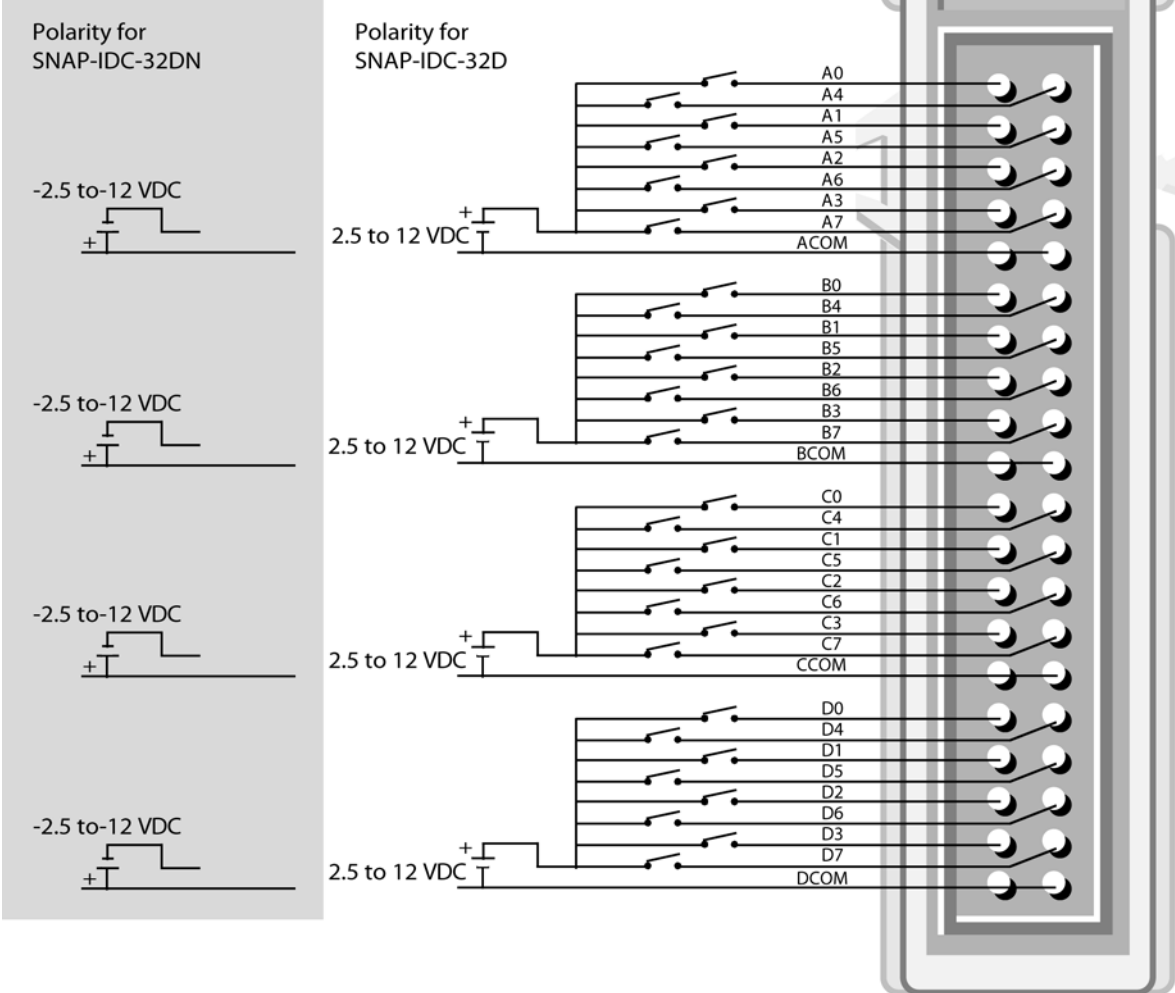 Polarity for
SNAP-IDC-32DN
Polarity for
SNAP-IDC-32D
A0
A4
A1
A5
A2
A6
A3
A7
ACOM
-2.5 to-12 VDC
+
+
2.5 to 12 VDC
B0
B4
B1
B5
B2
B6
B3
B7
BCOM
-2.5 to-12 VDC
+
+
2.5 to 12 VDC
C0
C4
C1
C5
C2
C6
C3
C7
CCOM
-2.5 to-12 VDC
+
+
2.5 to 12 VDC
D0
D4
D1
D5
D2
D6
D3
D7
DCOM
-2.5 to-12 VDC
+
+
2.5 to 12 VDC